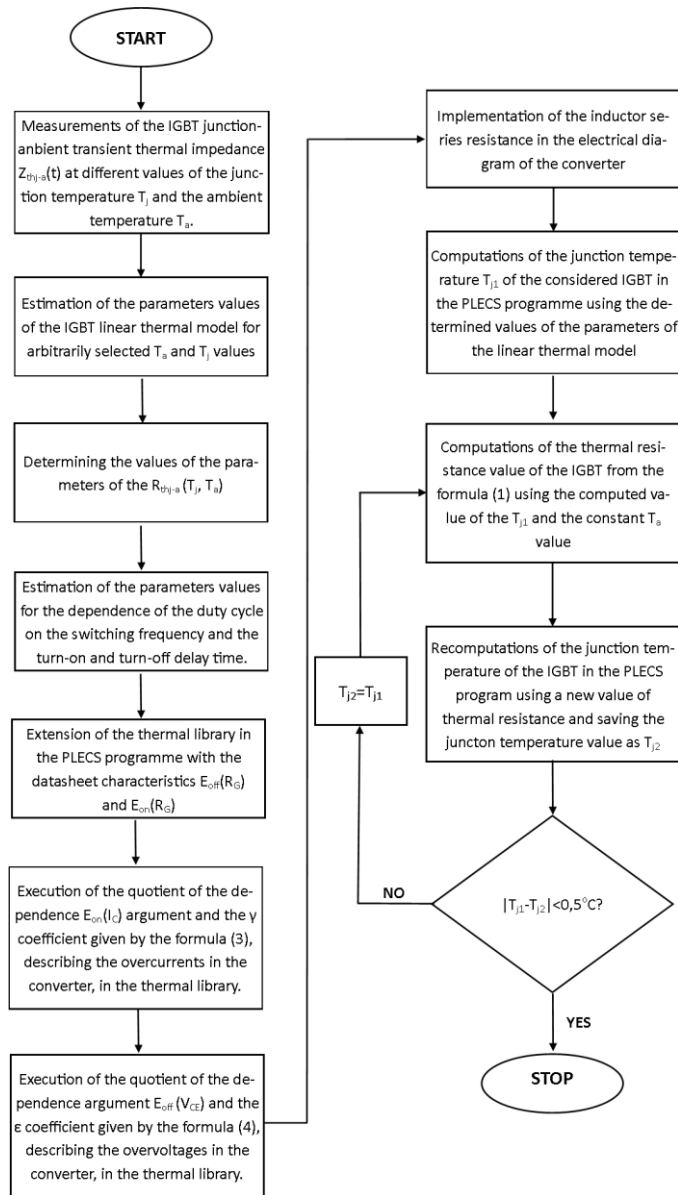 START
Measurements of the IGBT junction-
anbient transient thermal impedance
Zthj-a(t) at different values of the junc-
tion temperature Tj and the ambient
temperature Ta.
Estimation of the parameters values
of the IGBT linear thermal model for
arbitrarily selected Ta and Tj values
Determining the values of the para-
meters of the Rthj-a (Tj, Ta)
Estimation of the parameters values
for the dependence of the duty cycle
on the switching frequency and the
turn-on and turn-off delay time.
Extension of the thermal library in
the PLECS programme with the
datasheet characteristics Eoff(RG)
and Eon(RG)
Execution of the quotient of the de-
pendence Eon(IC) argument and the γ
coefficient given by the formula (3),
describing the overcurrents in the
converter, in the thermal library.
Execution of the quotient of the de-
pendence argument Eoff (VCE) and the
ε coefficient given by the formula (4),
describing the overvoltages in the
converter, in the thermal library.
Implementation of the inductor se-
ries resistance in the electrical dia-
gram of the converter
Computations of the junction tempe-
rature Tj1 of the considered IGBT in
the PLECS programme using the de-
termined values of the parameters of
the linear thermal model
Computations of the thermal resi-
stance value of the IGBT from the
formula (1) using the computed va-
lue of the Tj1 and the constant Ta
value
Recomputations of the junction tem-
perature of the IGBT in the PLECS
program using a new value of
thermal resistance and saving the
juncton temperature value as Tj2
Tj2=Tj1
NO
|Tj1-Tj2|<0,5°C?
YES
STOP